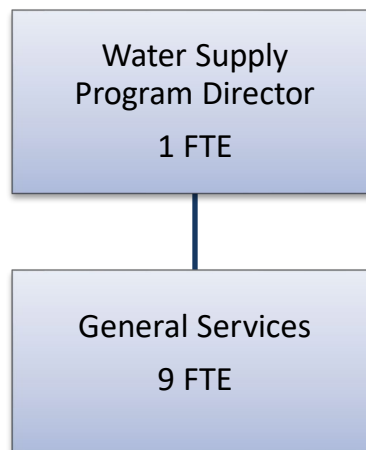 Water Supply
Program Director
1 FTE
General Services
9 FTE